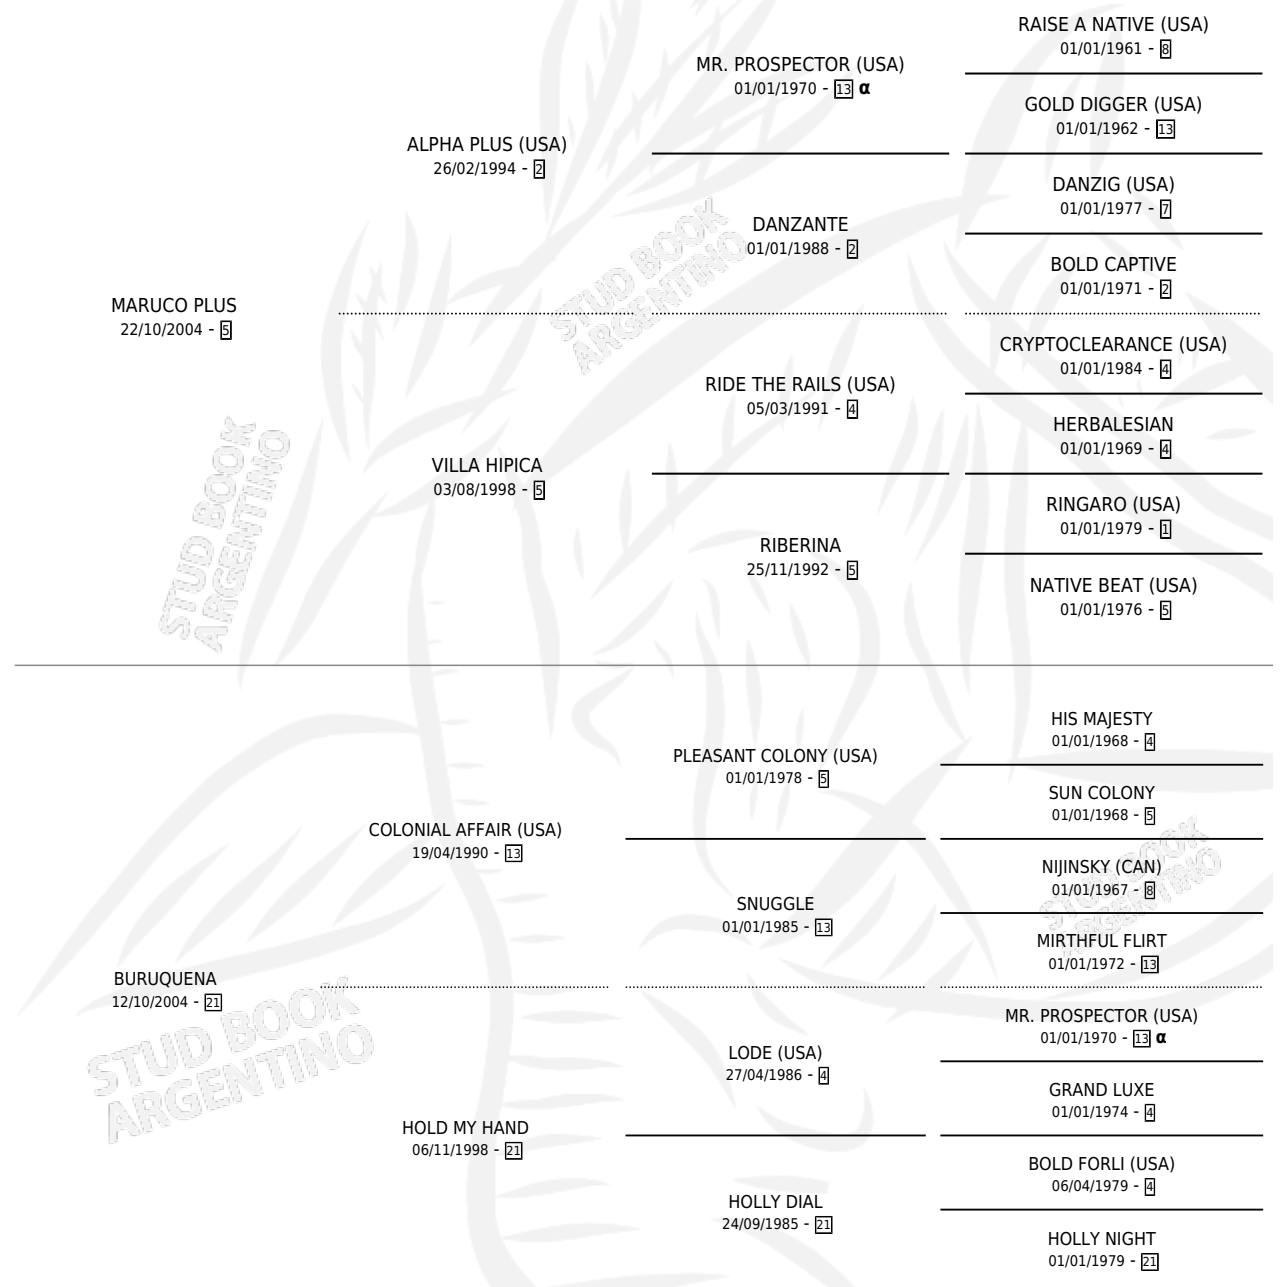 RAISE A NATIVE (USA)
01/01/1961 - 8
MR. PROSPECTOR (USA)
01/01/1970 - 13 α
GOLD DIGGER (USA)
01/01/1962 - 13
ALPHA PLUS (USA)
26/02/1994 - 2
DANZIG (USA)
01/01/1977 - 7
DANZANTE
01/01/1988 - 2
BOLD CAPTIVE
01/01/1971 - 2
MARUCO PLUS
22/10/2004 - 5
CRYPTOCLEARANCE (USA)
01/01/1984 - 4
RIDE THE RAILS (USA)
05/03/1991 - 4
HERBALESIAN
01/01/1969 - 4
VILLA HIPICA
03/08/1998 - 5
RINGARO (USA)
01/01/1979 - 1
RIBERINA
25/11/1992 - 5
NATIVE BEAT (USA)
01/01/1976 - 5
HIS MAJESTY
01/01/1968 - 4
PLEASANT COLONY (USA)
01/01/1978 - 5
SUN COLONY
01/01/1968 - 5
COLONIAL AFFAIR (USA)
19/04/1990 - 13
NIJINSKY (CAN)
01/01/1967 - 8
SNUGGLE
01/01/1985 - 13
MIRTHFUL FLIRT
01/01/1972 - 13
BURUQUENA
12/10/2004 - 21
MR. PROSPECTOR (USA)
01/01/1970 - 13 α
LODE (USA)
27/04/1986 - 4
GRAND LUXE
01/01/1974 - 4
HOLD MY HAND
06/11/1998 - 21
BOLD FORLI (USA)
06/04/1979 - 4
HOLLY DIAL
24/09/1985 - 21
HOLLY NIGHT
01/01/1979 - 21
STUD BOOK
ARGENTINO
STUD BOOK
ARGENTINO
STUD BOOK
ARGENTINO
STUD BOOK
ARGENTINO